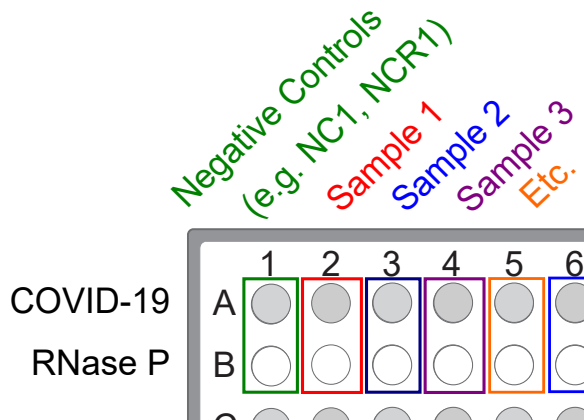 Negative Controls
(e.g. NC1, NCR1)
Sample 1
Sample 2
Sample 3
Etc.
1 2 3 4 5 6
COVID-19 A
RNase P B